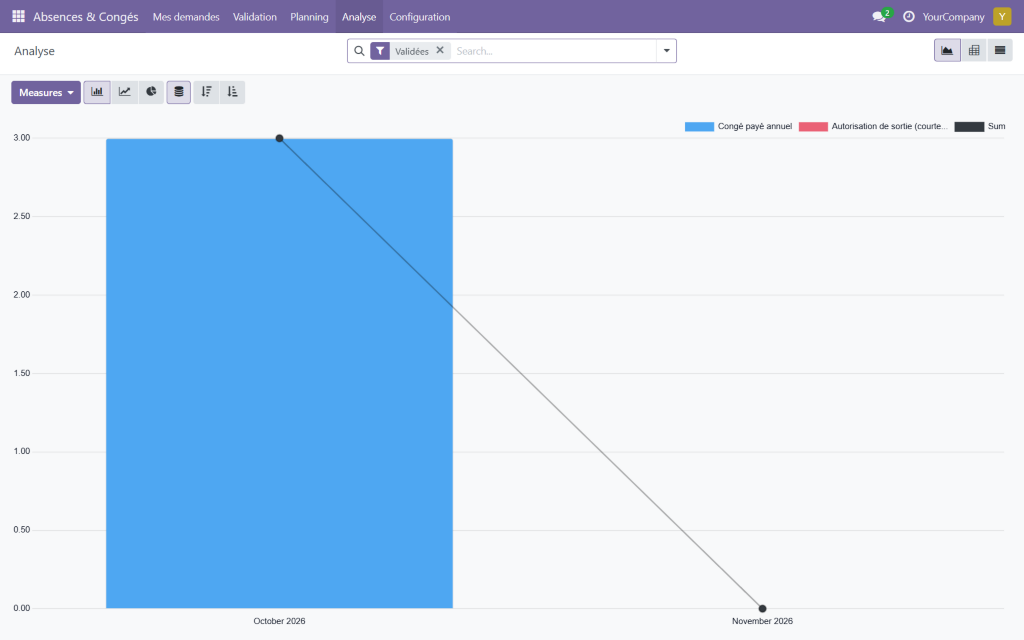 Absences & Congés Mes demandes Validation Planning Analyse Configuration 2 YourCompany Y
Analyse Validées Search...
Measures
Congé payé annuel Autorisation de sortie (courte... Sum
3.00
2.50
2.00
1.50
1.00
0.50
0.00
October 2026 November 2026